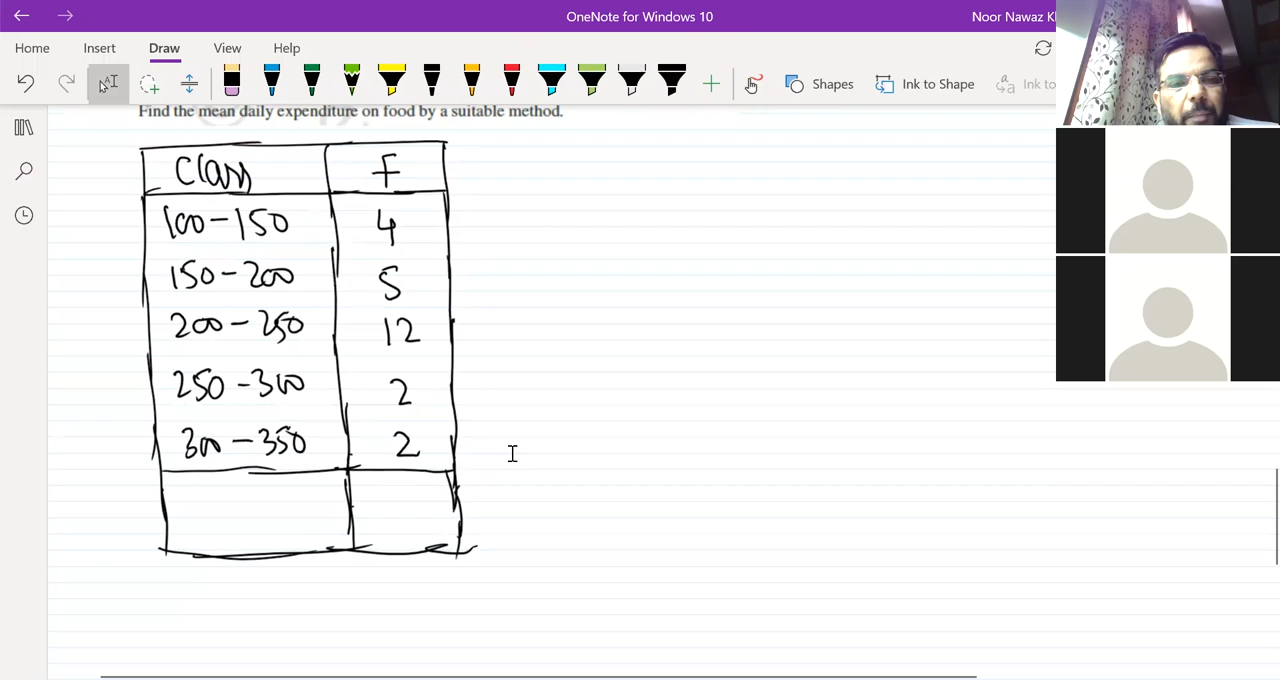 OneNote for Windows 10
Noor Nawaz K
Home Insert Draw View Help
Shapes Ink to Shape Ink to
Find the mean daily expenditure on food by a suitable method.
Class F
100-150 4
150-200 5
200-250 12
250-300 2
300-350 2